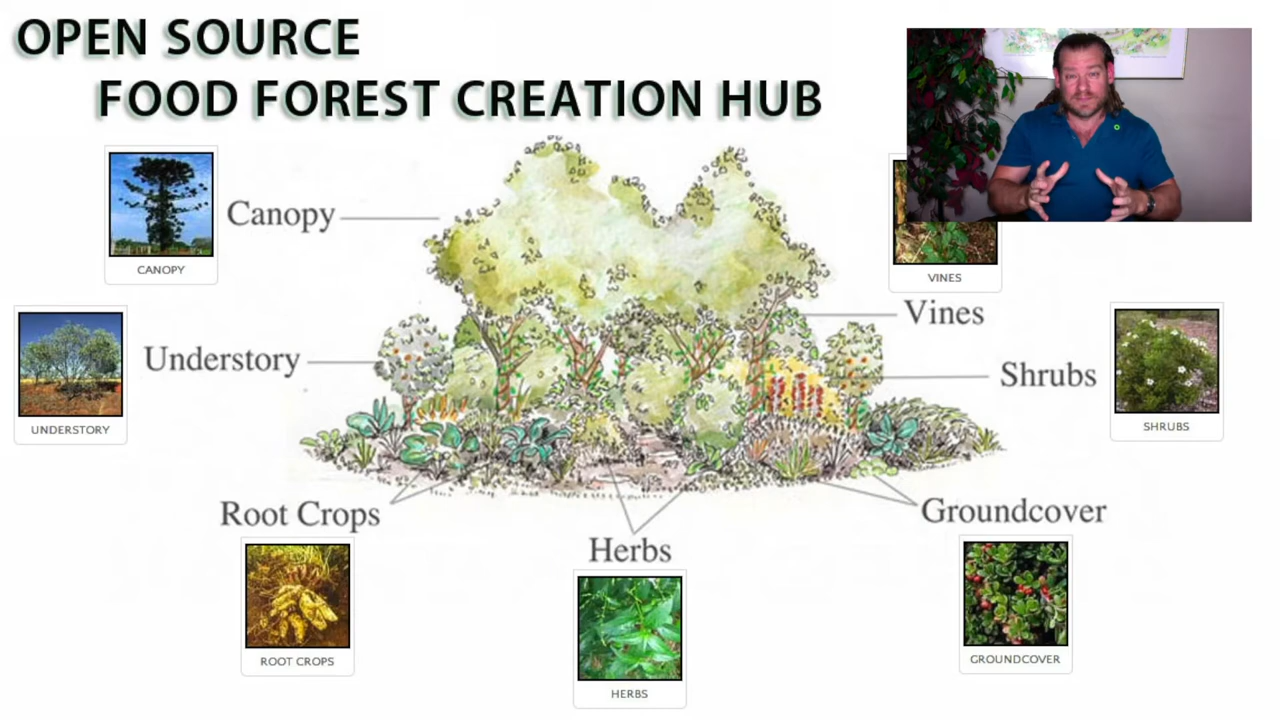 OPEN SOURCE
FOOD FOREST CREATION HUB
CANOPY
Canopy
VINES
Vines
UNDERSTORY
Understory
Shrubs
SHRUBS
Root Crops
ROOT CROPS
Herbs
HERBS
Groundcover
GROUNDCOVER